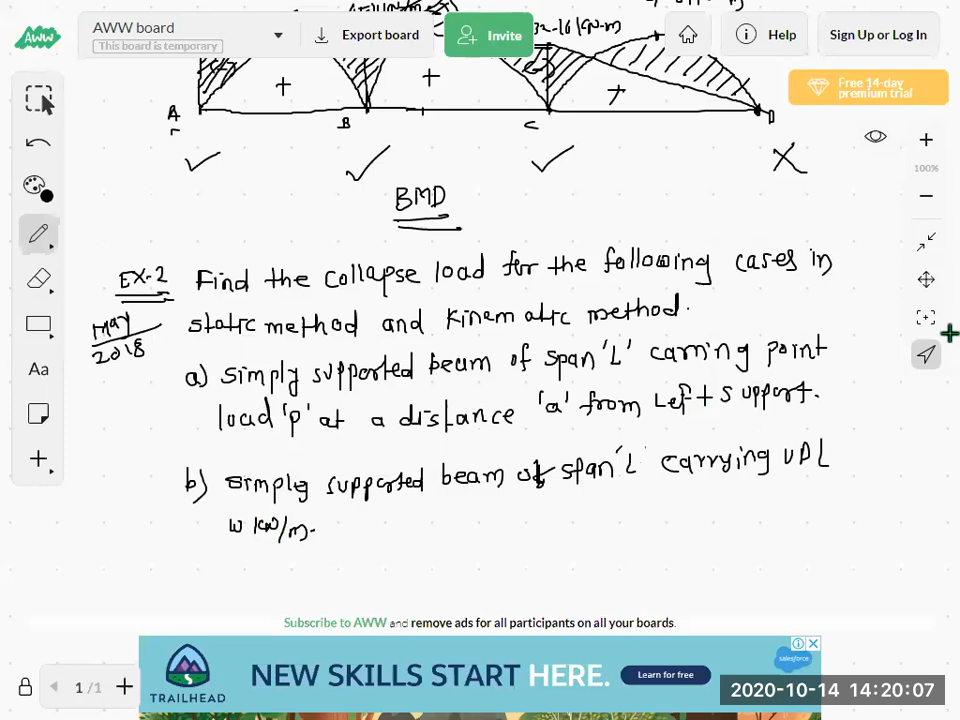 AWW
AWW board
This board is temporary
Export board
Invite
Help
Sign Up or Log In
Free 14-day
premium trial
100%
+
+
+
A
B
C
D
BMD
EX-2 Find the collapse load for the following cases in
May static method and Kinematic method.
2018
a) simply supported beam of span 'L' carring point
load 'p' at a distance 'a' from Left support.
b) simply supported beam of span 'L' carrying UDL
w kN/m.
Aa
Subscribe to AWW and remove ads for all participants on all your boards.
TRAILHEAD
NEW SKILLS START HERE.
Learn for free
salesforce
1 / 1
2020-10-14 14:20:07